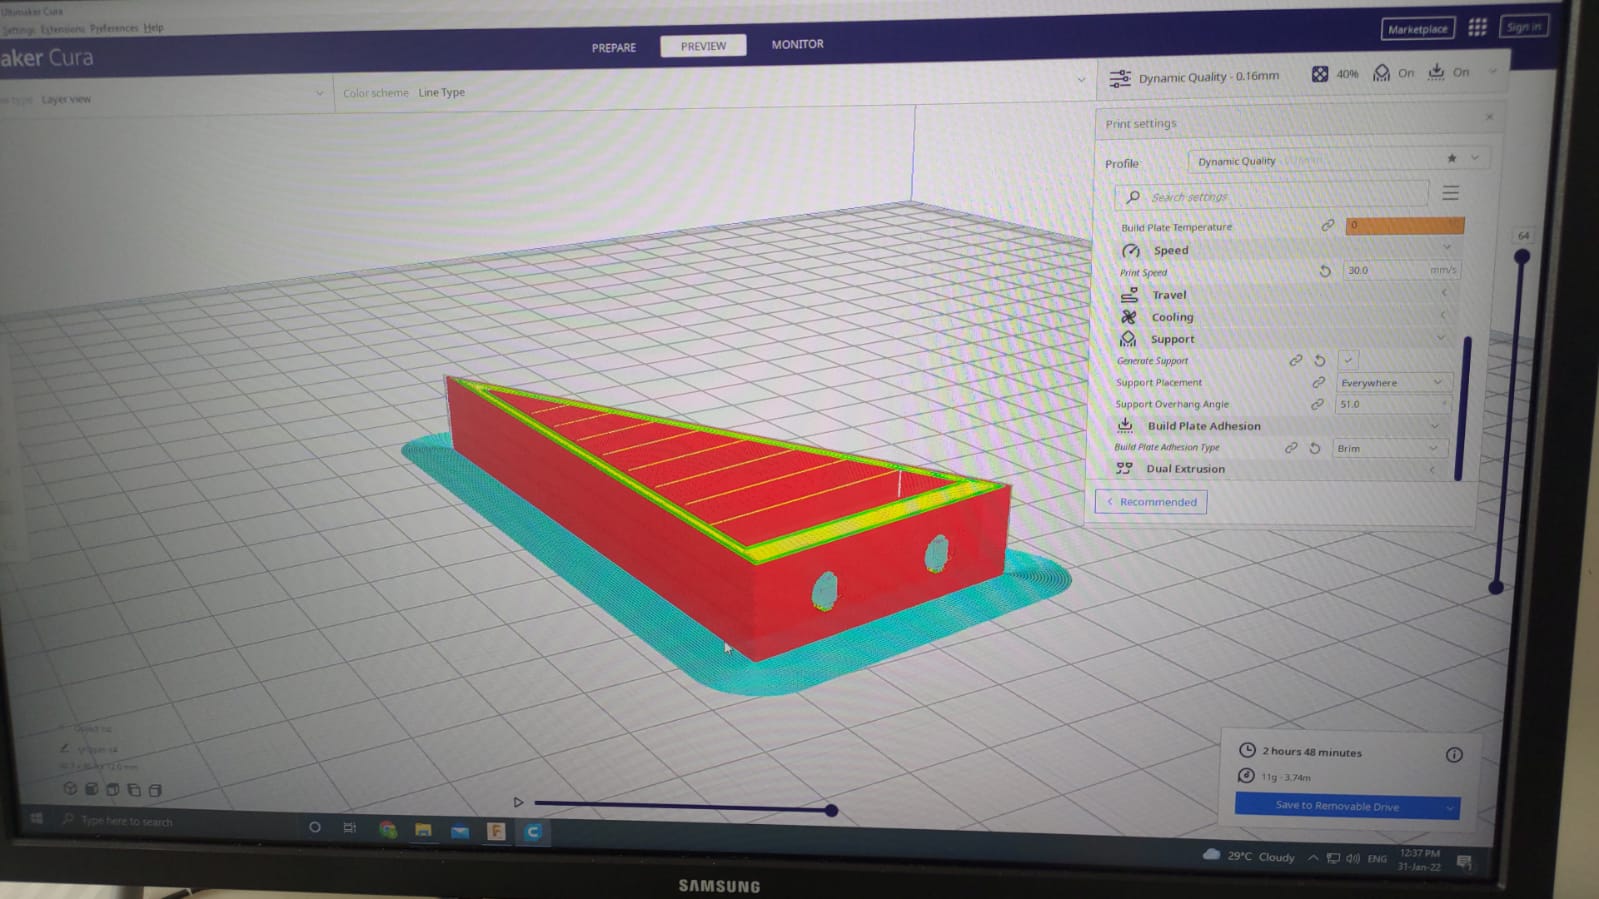 Ultimaker Cura
Settings Extensions Preferences Help
aker Cura
PREPARE PREVIEW MONITOR
Marketplace Sign in
Layer view
Color scheme Line Type
Dynamic Quality - 0.16mm 40% On On
Print settings
Profile Dynamic Quality
Search settings
Build Plate Temperature 0
Speed
Print Speed 30.0 mm/s
Travel
Cooling
Support
Generate Support
Support Placement Everywhere
Support Overhang Angle 51.0 °
Build Plate Adhesion
Build Plate Adhesion Type Brim
Dual Extrusion
Recommended
64
2 hours 48 minutes
11g · 3.74m
Save to Removable Drive
Type here to search
29°C Cloudy ENG 12:37 PM
31-Jan-22
SAMSUNG